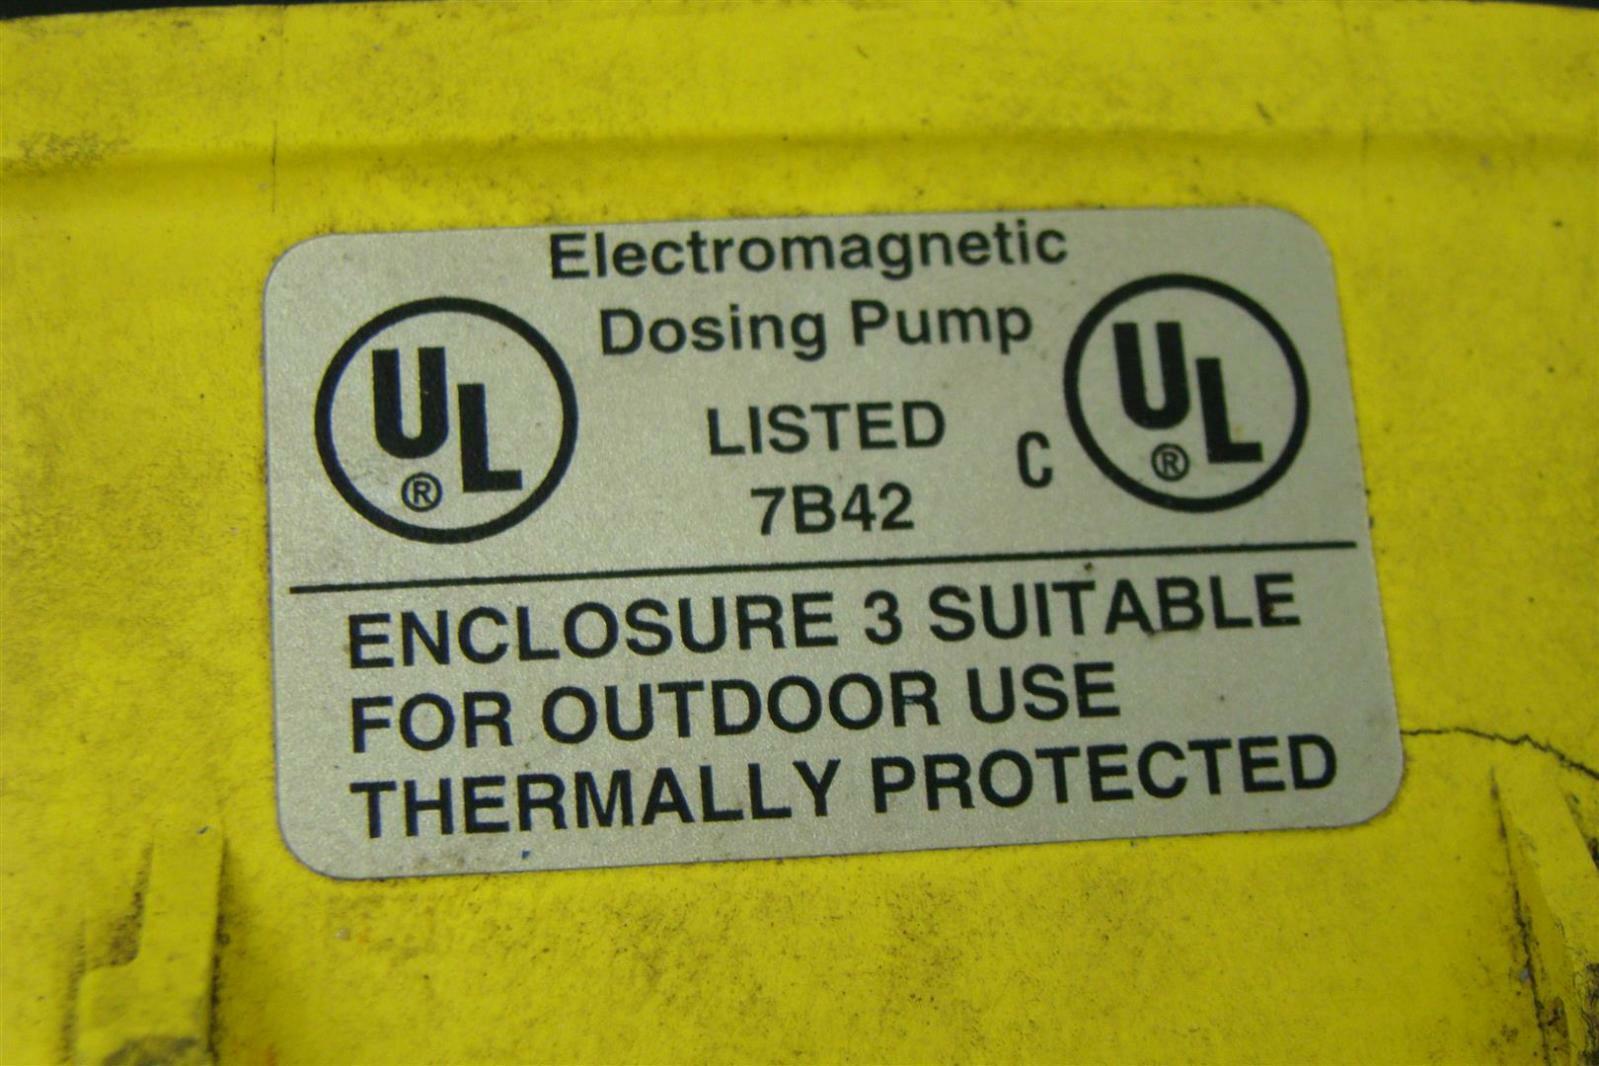 Electromagnetic
Dosing Pump
UL ®
LISTED
7B42
C UL ®
ENCLOSURE 3 SUITABLE
FOR OUTDOOR USE
THERMALLY PROTECTED